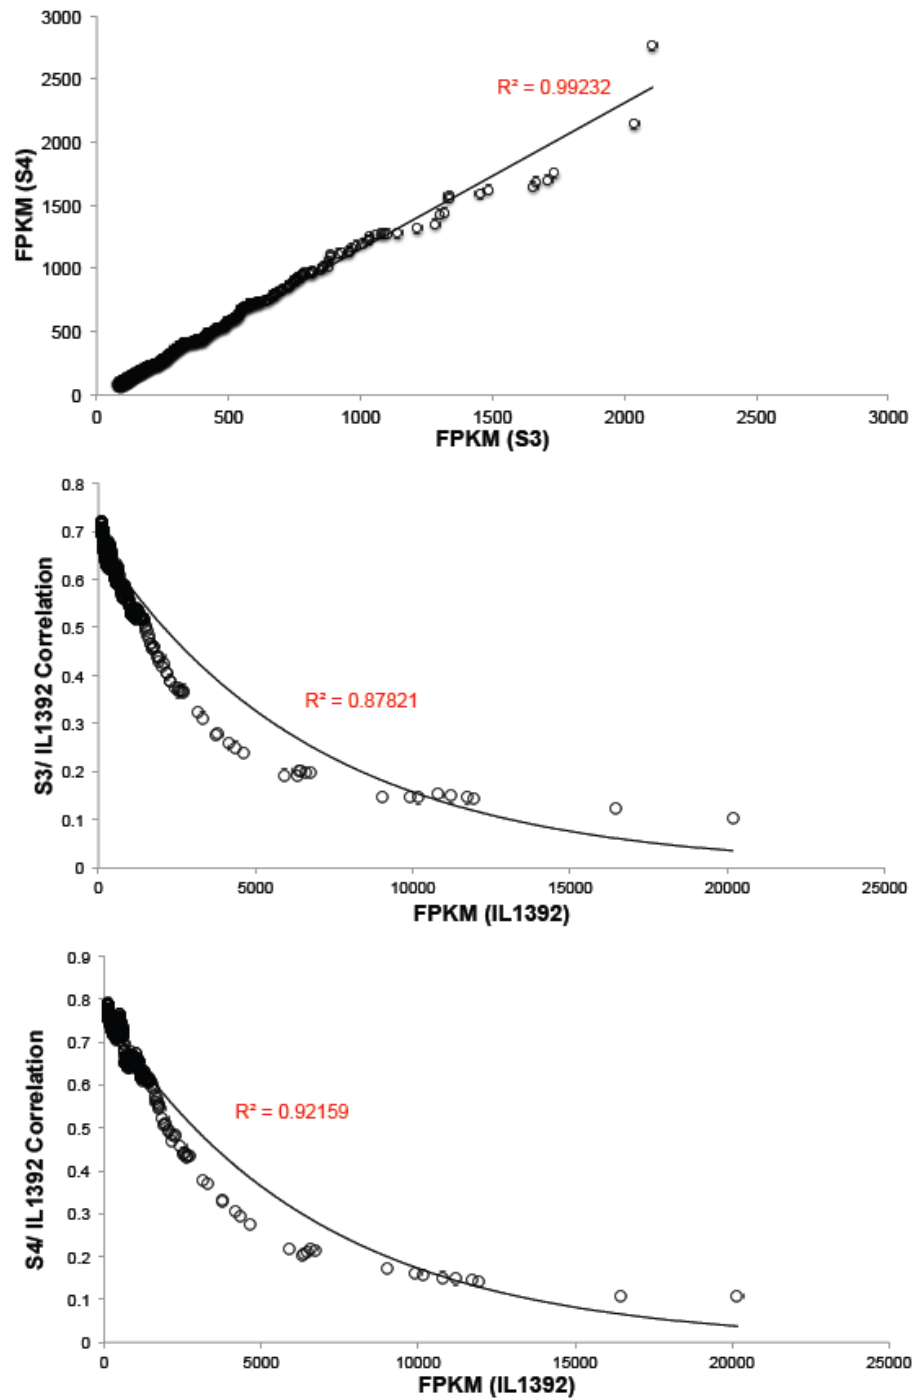 3000
2500
2000
1500
1000
500
0
FPKM (S4)
R² = 0.99232
0 500 1000 1500 2000 2500 3000
FPKM (S3)
0.8
0.7
0.6
0.5
0.4
0.3
0.2
0.1
0
S3/ IL1392 Correlation
R² = 0.87821
0 5000 10000 15000 20000 25000
FPKM (IL1392)
0.9
0.8
0.7
0.6
0.5
0.4
0.3
0.2
0.1
0
S4/ IL1392 Correlation
R² = 0.92159
0 5000 10000 15000 20000 25000
FPKM (IL1392)